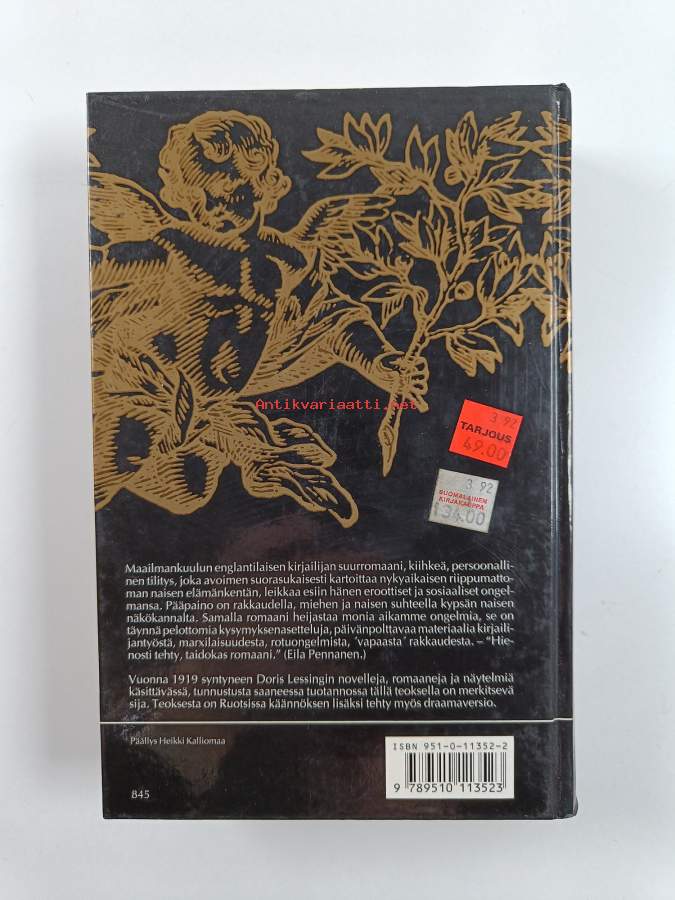 Antikvariaatti.net
3 92
TARJOUS
49.00
3 92
SUOMALAINEN
KIRJAKAUPPA
134.00
Maailmankuulun englantilaisen kirjailijan suurromaani, kiihkeä, persoonalli-
nen tilitys, joka avoimen suorasukaisesti kartoittaa nykyaikaisen riippumatto-
man naisen elämänkentän, leikkaa esiin hänen eroottiset ja sosiaaliset ongel-
mansa. Pääpaino on rakkaudella, miehen ja naisen suhteella kypsän naisen
näkökannalta. Samalla romaani heijastaa monia aikamme ongelmia, se on
täynnä pelottomia kysymyksenasetteluja, päivänpolttavaa materiaalia kirjaili-
jantyöstä, marxilaisuudesta, rotuongelmista, 'vapaasta' rakkaudesta. – "Hie-
nosti tehty, taidokas romaani." (Eila Pennanen.)
Vuonna 1919 syntyneen Doris Lessingin novelleja, romaaneja ja näytelmiä
käsittävässä, tunnustusta saaneessa tuotannossa tällä teoksella on merkitsevä
sija. Teoksesta on Ruotsissa käännöksen lisäksi tehty myös draamaversio.
Päällys Heikki Kalliomaa
ISBN 951-0-11352-2
9 789510 113523
845